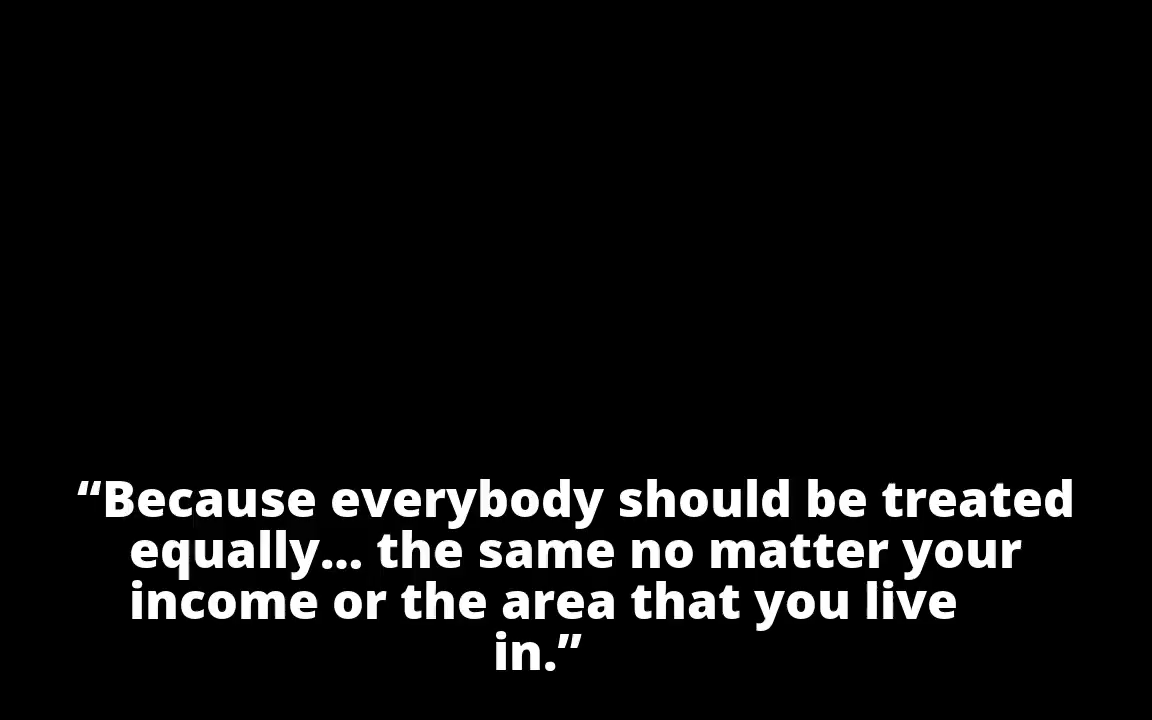 “Because everybody should be treated
equally... the same no matter your
income or the area that you live
in.”